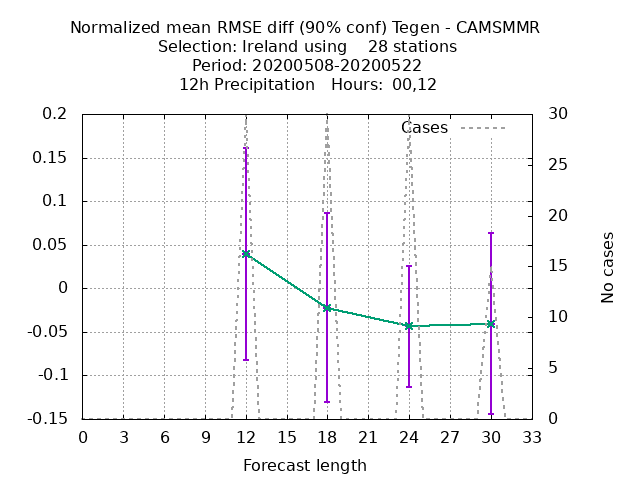 Normalized mean RMSE diff (90% conf) Tegen - CAMSMMR
Selection: Ireland using    28 stations
Period: 20200508-20200522
12h Precipitation   Hours:  00,12
Cases
0.2
0.15
0.1
0.05
0
-0.05
-0.1
-0.15
30
25
20
15
10
5
0
No cases
0 3 6 9 12 15 18 21 24 27 30 33
Forecast length